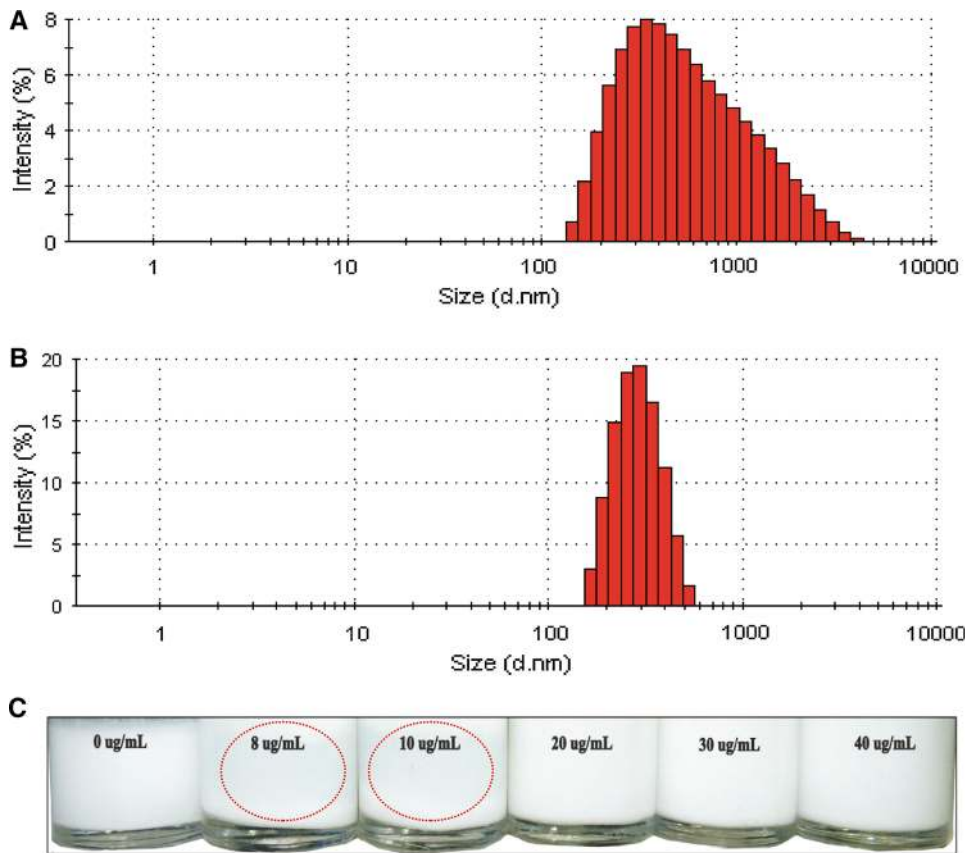 A
Intensity (%)
8
6
4
2
0
1 10 100 1000 10000
Size (d.nm)
B
Intensity (%)
20
15
10
5
0
1 10 100 1000 10000
Size (d.nm)
C
0 ug/mL 8 ug/mL 10 ug/mL 20 ug/mL 30 ug/mL 40 ug/mL